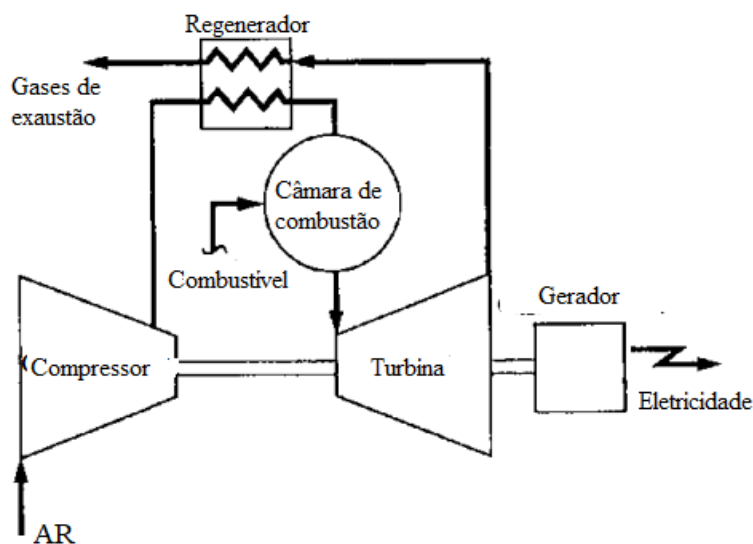 Regenerador
Gases de
exaustão
Câmara de
combustão
Combustível
Gerador
Compressor
Turbina
Eletricidade
AR